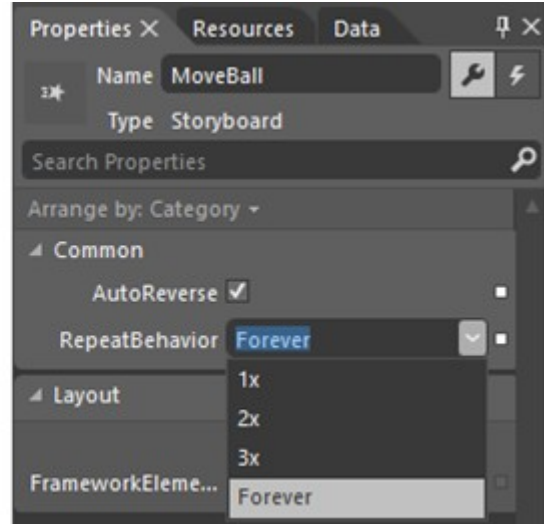 Properties Resources Data
Name MoveBall
Type Storyboard
Search Properties
Arrange by: Category
Common
AutoReverse
RepeatBehavior Forever
1x
Layout
2x
3x
FrameworkEleme...
Forever